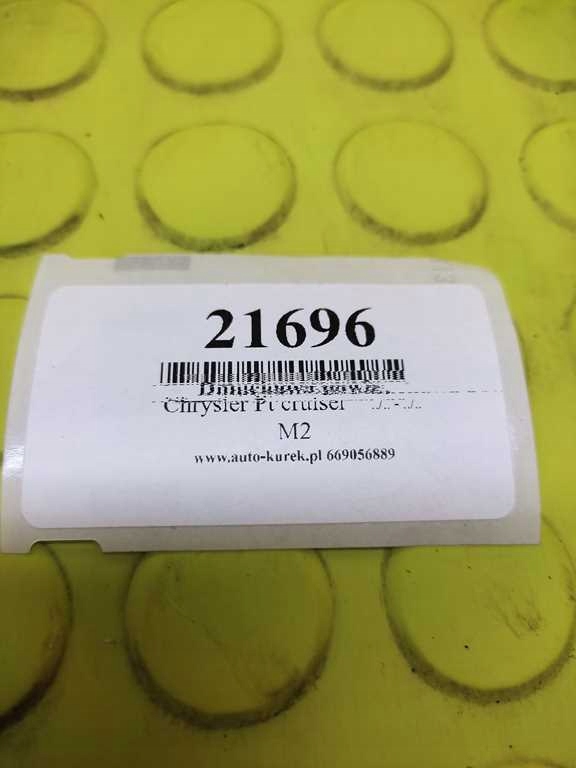 21696
Chrysler Pt cruiser ../..-../..
M2
www.auto-kurek.pl 669056889